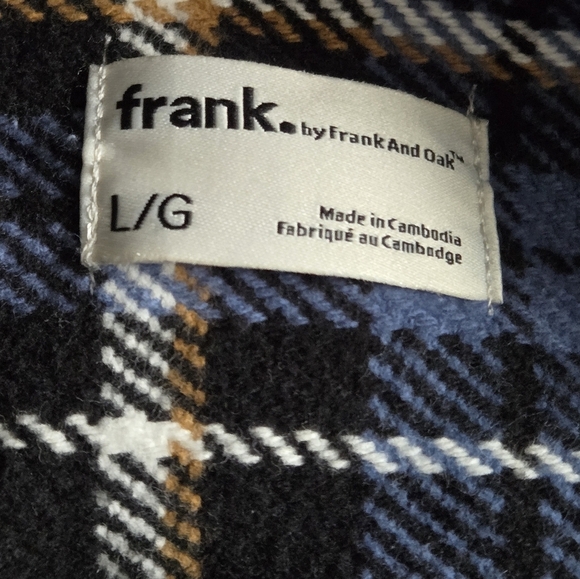 frank. by Frank And Oak™
L/G
Made in Cambodia
Fabriqué au Cambodge